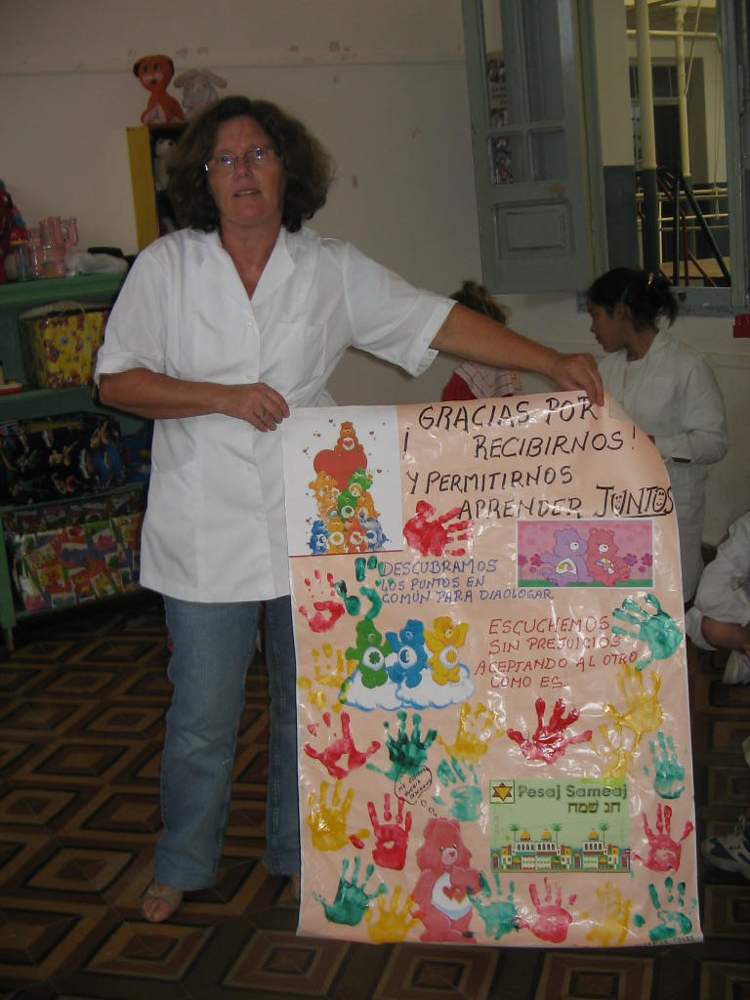 ¡GRACIAS POR
RECIBIRNOS!
Y PERMITIRNOS
APRENDER JUNTOS
DESCUBRAMOS
LOS PUNTOS EN
COMÚN PARA DIAOLOGAR
ESCUCHEMOS
SIN PREJUICIOS
ACEPTANDO AL OTRO
COMO ES.
Pesaj Sameaj
חג שמח